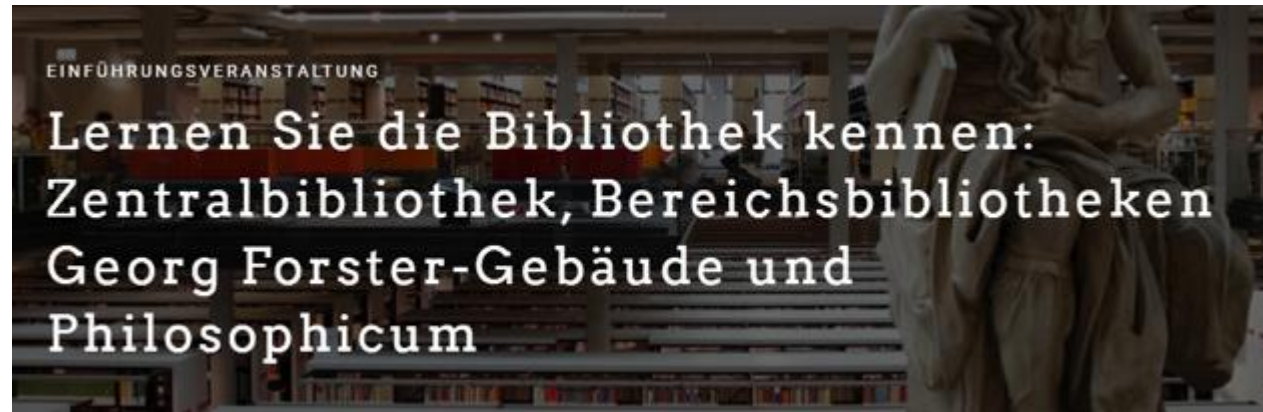 EINFÜHRUNGSVERANSTALTUNG
Lernen Sie die Bibliothek kennen:
Zentralbibliothek, Bereichsbibliotheken
Georg Forster-Gebäude und
Philosophicum